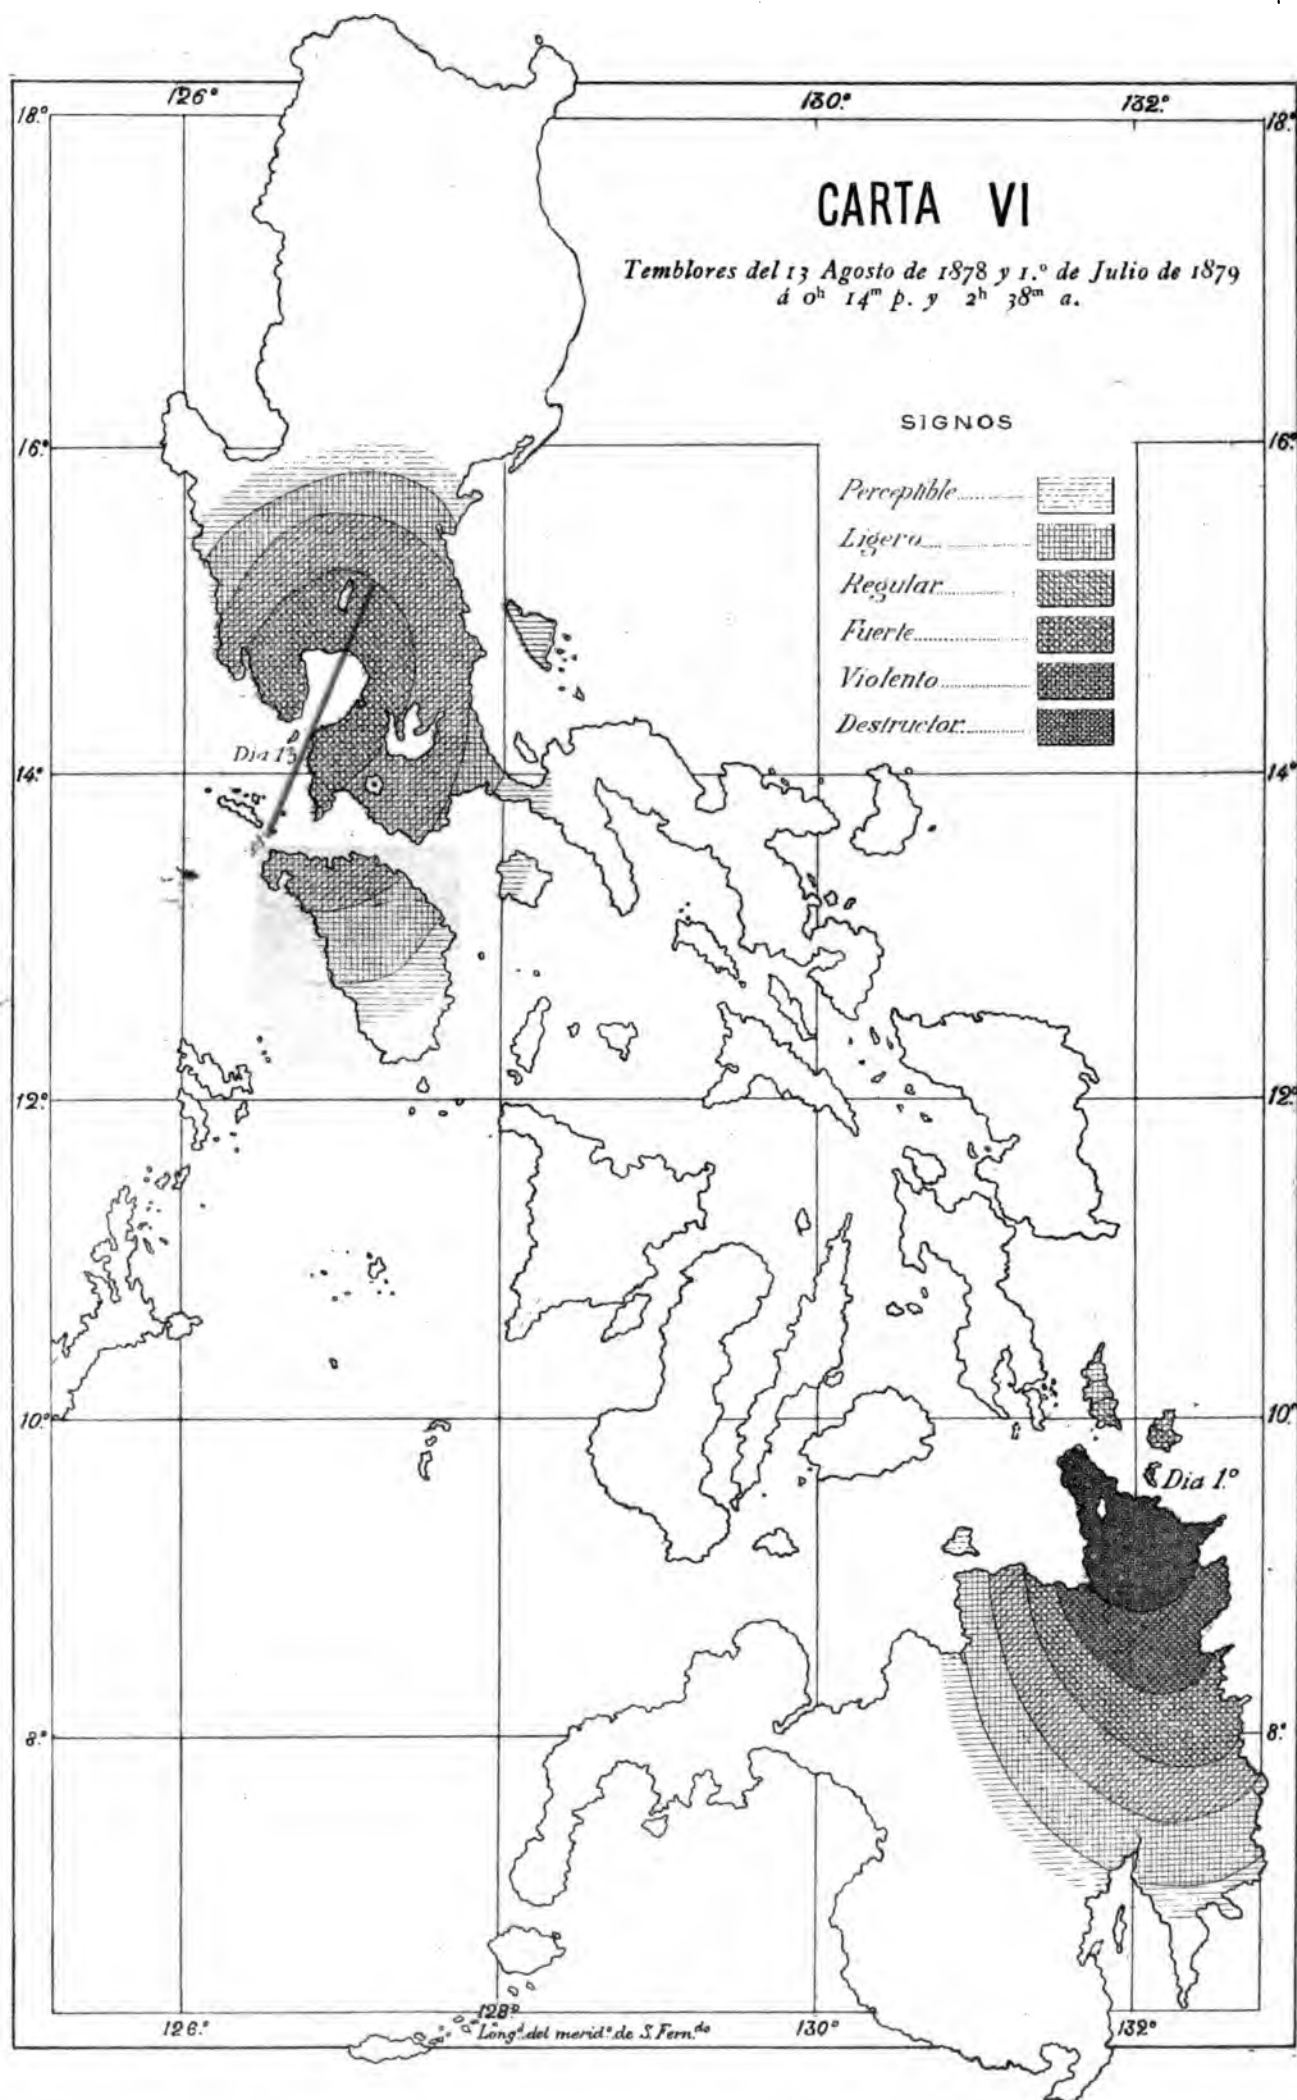 126° 130° 132°
18° 18°
CARTA VI
Temblores del 13 Agosto de 1878 y 1.° de Julio de 1879
á 0ʰ 14ᵐ p. y 2ʰ 38ᵐ a.
16° 16°
SIGNOS
Perceptible
Ligero
Regular
Fuerte
Violento
Destructor
Dia 13
14° 14°
12° 12°
10° 10°
Dia 1.°
8° 8°
126° 128° 130° 132°
Longᵈ del meridᵒ de S. Fernᵈᵒ